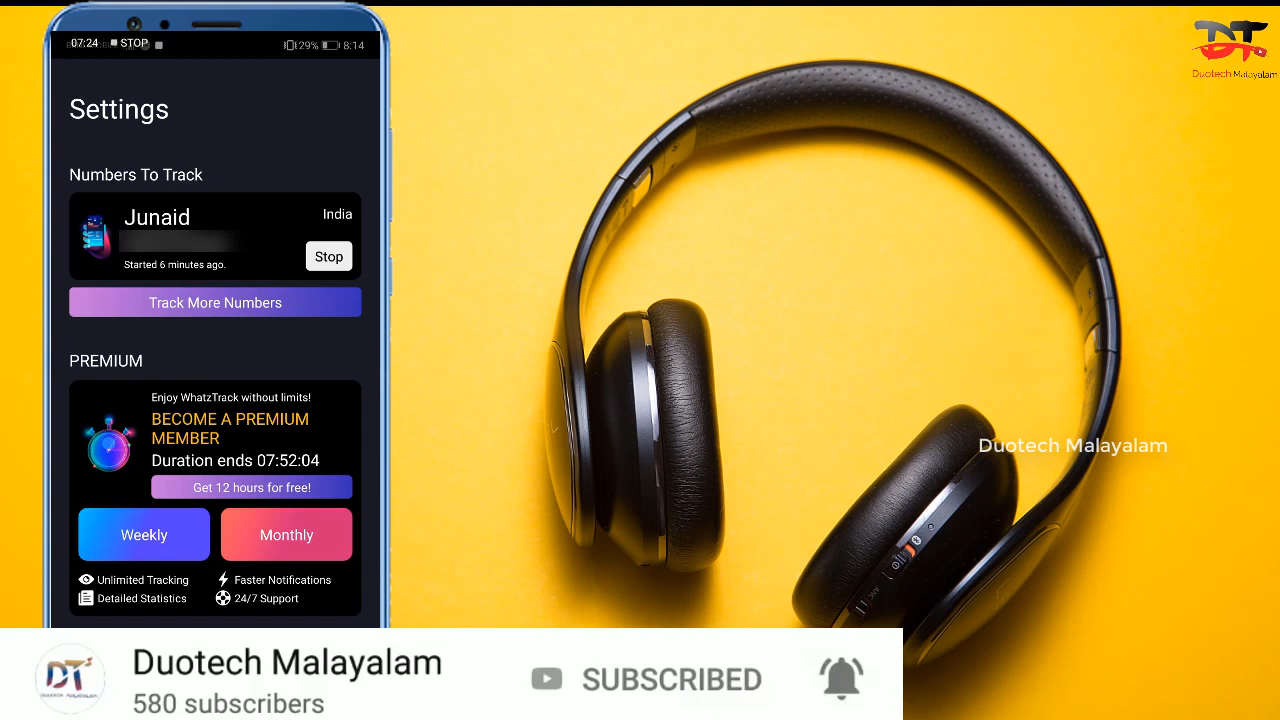 07:24 STOP
29% 8:14
Settings
Numbers To Track
Junaid
India
Started 6 minutes ago.
Stop
Track More Numbers
PREMIUM
Enjoy WhatzTrack without limits!
BECOME A PREMIUM
MEMBER
Duration ends 07:52:04
Get 12 hours for free!
Weekly
Monthly
Unlimited Tracking
Faster Notifications
Detailed Statistics
24/7 Support
DT
Duotech Malayalam
Duotech Malayalam
DT
Duotech Malayalam
580 subscribers
SUBSCRIBED